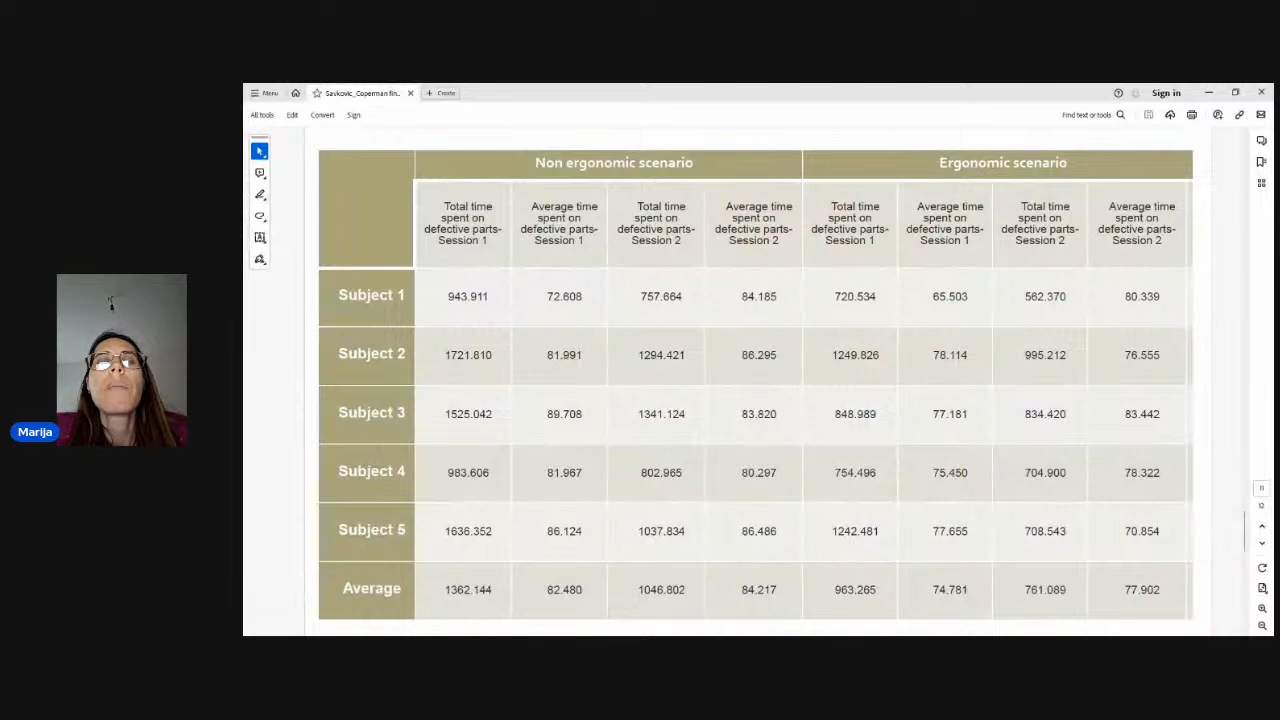 Menu
Savkovic_Coperman fin..
Create
Sign in
All tools Edit Convert Sign
Find text or tools
Non ergonomic scenario Ergonomic scenario
Total time spent on defective parts- Session 1
Average time spent on defective parts- Session 1
Total time spent on defective parts- Session 2
Average time spent on defective parts- Session 2
Total time spent on defective parts- Session 1
Average time spent on defective parts- Session 1
Total time spent on defective parts- Session 2
Average time spent on defective parts- Session 2
Subject 1 943.911 72.608 757.664 84.185 720.534 65.503 562.370 80.339
Subject 2 1721.810 81.991 1294.421 86.295 1249.826 78.114 995.212 76.555
Subject 3 1525.042 89.708 1341.124 83.820 848.989 77.181 834.420 83.442
Subject 4 983.606 81.967 802.965 80.297 754.496 75.450 704.900 78.322
Subject 5 1636.352 86.124 1037.834 86.486 1242.481 77.655 708.543 70.854
Average 1362.144 82.480 1046.802 84.217 963.265 74.781 761.089 77.902
Marija
11
12